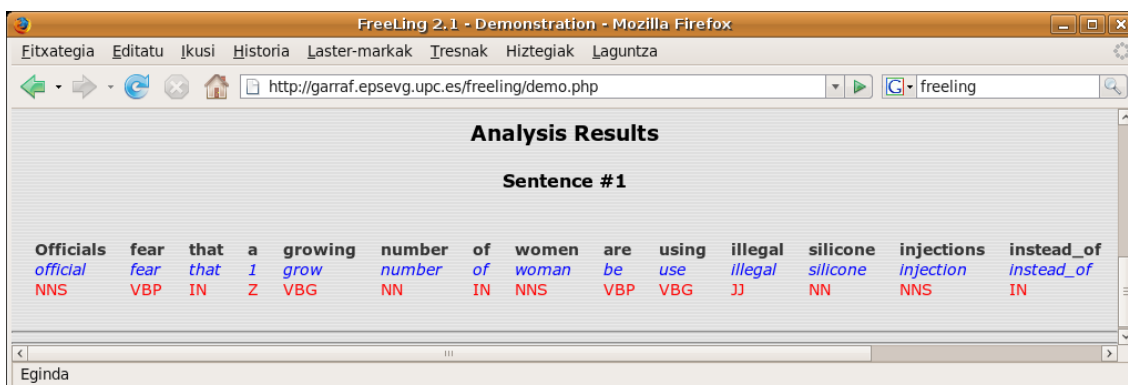 FreeLing 2.1 - Demonstration - Mozilla Firefox
Fitxategia Editatu Ikusi Historia Laster-markak Tresnak Hiztegiak Laguntza
http://garraf.epsevg.upc.es/freeling/demo.php G freeling
Analysis Results
Sentence #1
Officials fear that a growing number of women are using illegal silicone injections instead_of
official fear that 1 grow number of woman be use illegal silicone injection instead_of
NNS VBP IN Z VBG NN IN NNS VBP VBG JJ NN NNS IN
Eginda